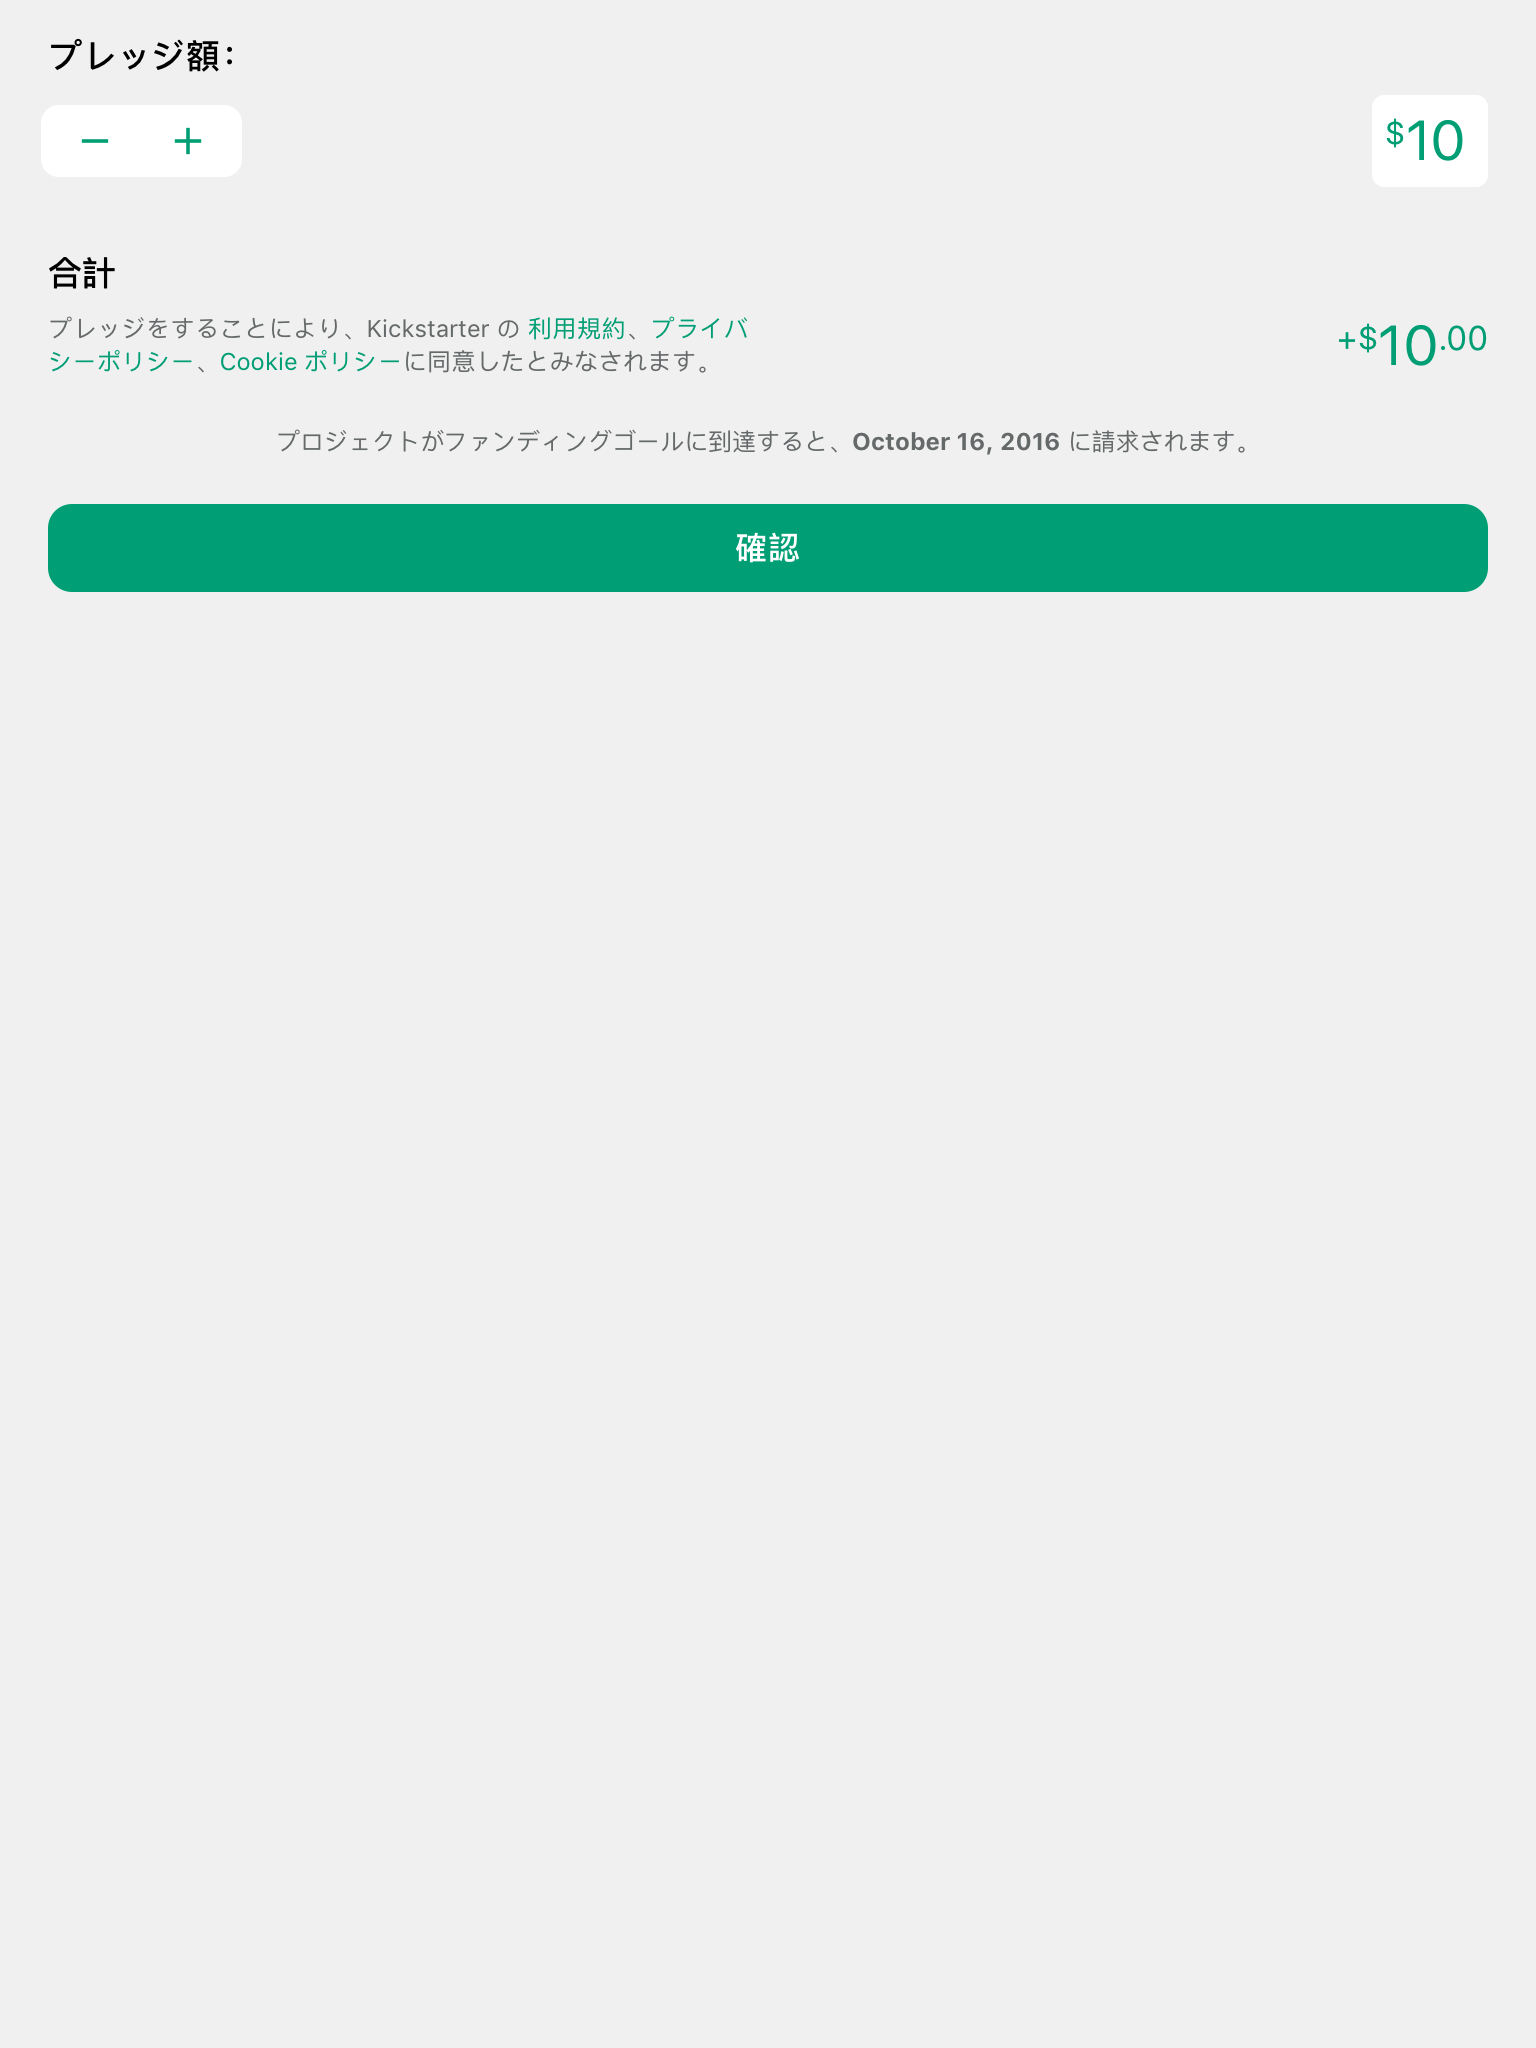 プレッジ額：
− +
$10
合計
プレッジをすることにより、Kickstarter の 利用規約、プライバ
シーポリシー、Cookie ポリシーに同意したとみなされます。
+$10.00
プロジェクトがファンディングゴールに到達すると、October 16, 2016 に請求されます。
確認